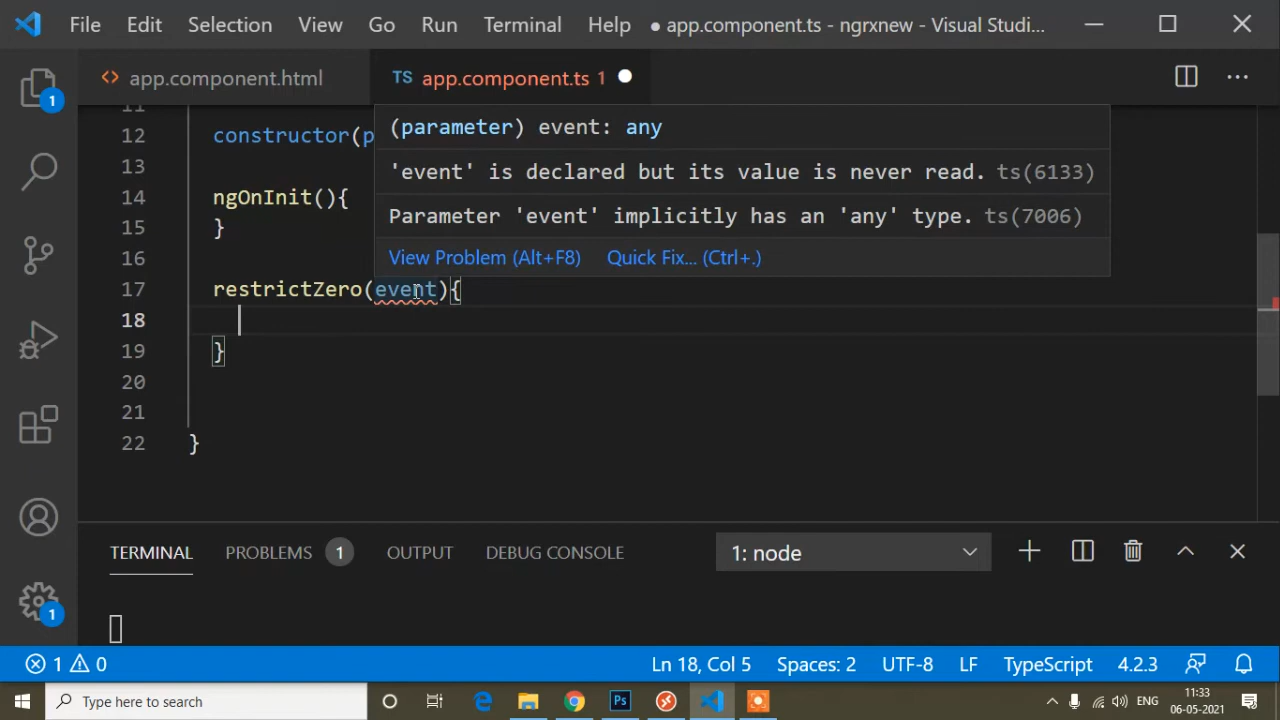 File Edit Selection View Go Run Terminal Help ● app.component.ts - ngrxnew - Visual Studi...
<> app.component.html TS app.component.ts 1
11
12 constructor(p
(parameter) event: any
13
'event' is declared but its value is never read. ts(6133)
14 ngOnInit(){
Parameter 'event' implicitly has an 'any' type. ts(7006)
15 }
16
View Problem (Alt+F8) Quick Fix... (Ctrl+.)
17 restrictZero(event){
18
19 }
20
21
22 }
TERMINAL PROBLEMS 1 OUTPUT DEBUG CONSOLE 1: node
1
1
1 0 Ln 18, Col 5 Spaces: 2 UTF-8 LF TypeScript 4.2.3
Type here to search Ps ENG 11:33
06-05-2021